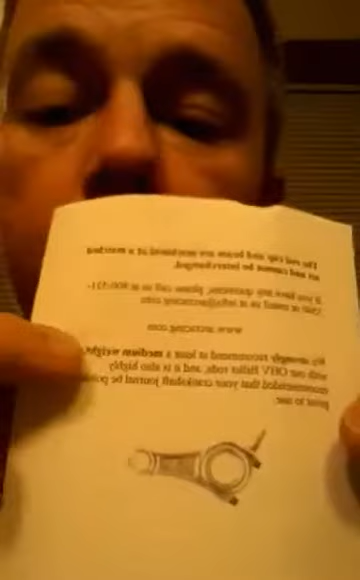 The rod cap and beam are machined as a matched
set and cannot be interchanged.
If you have any questions, please call us at 800-
or email us at info@arcracing.com
www.arcracing.com
We strongly recommend at least a medium weight
with our OHV Billet rods, and it is also highly
recommended that your crankshaft journal be
prior to use.